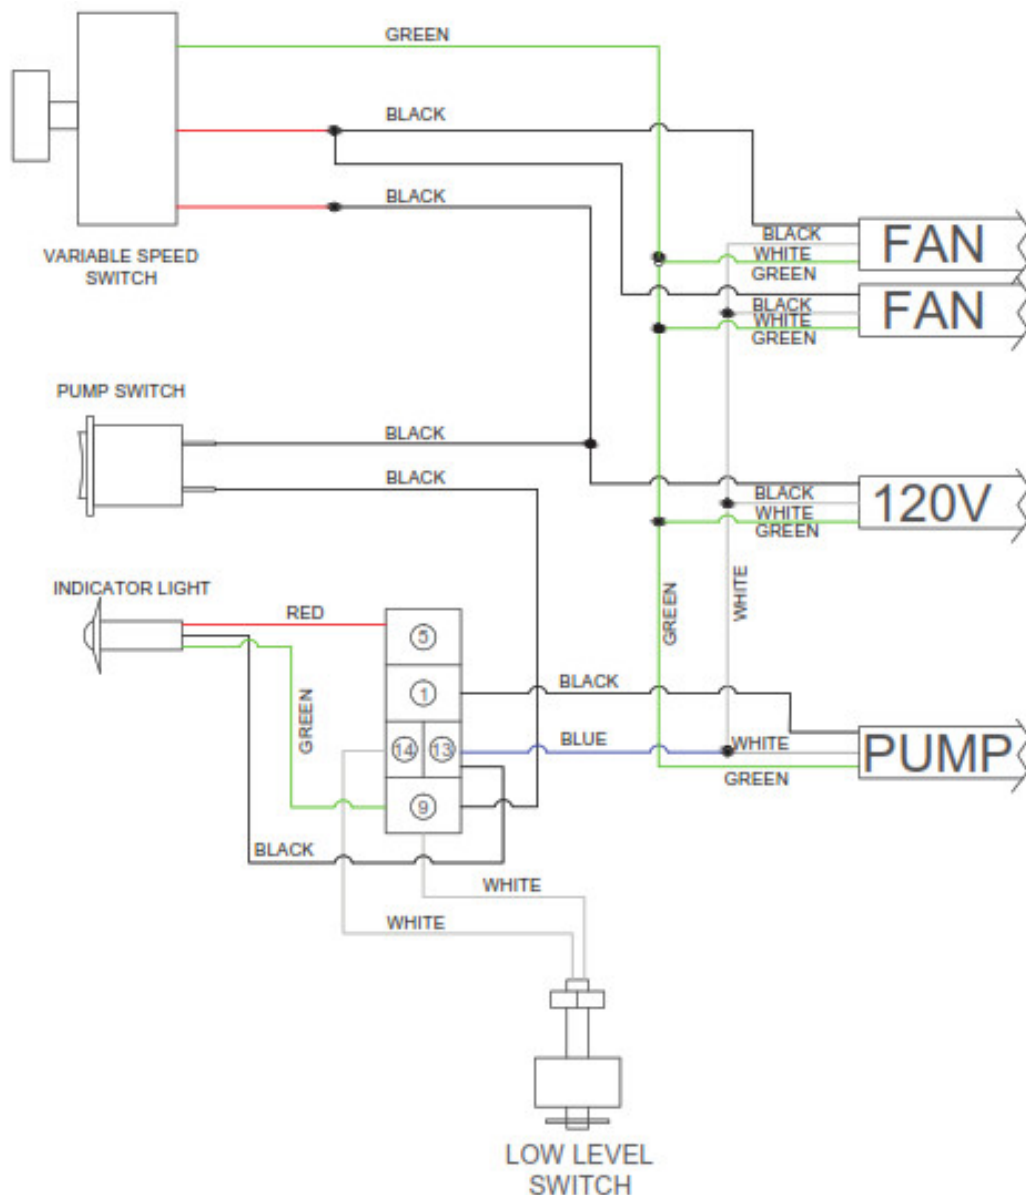 GREEN
BLACK
BLACK
VARIABLE SPEED
SWITCH
BLACK
WHITE
GREEN
FAN
BLACK
WHITE
GREEN
FAN
PUMP SWITCH
BLACK
BLACK
BLACK
WHITE
GREEN
120V
INDICATOR LIGHT
RED
GREEN
WHITE
GREEN
5
1
14
13
9
BLACK
BLUE
WHITE
GREEN
PUMP
BLACK
WHITE
WHITE
LOW LEVEL
SWITCH